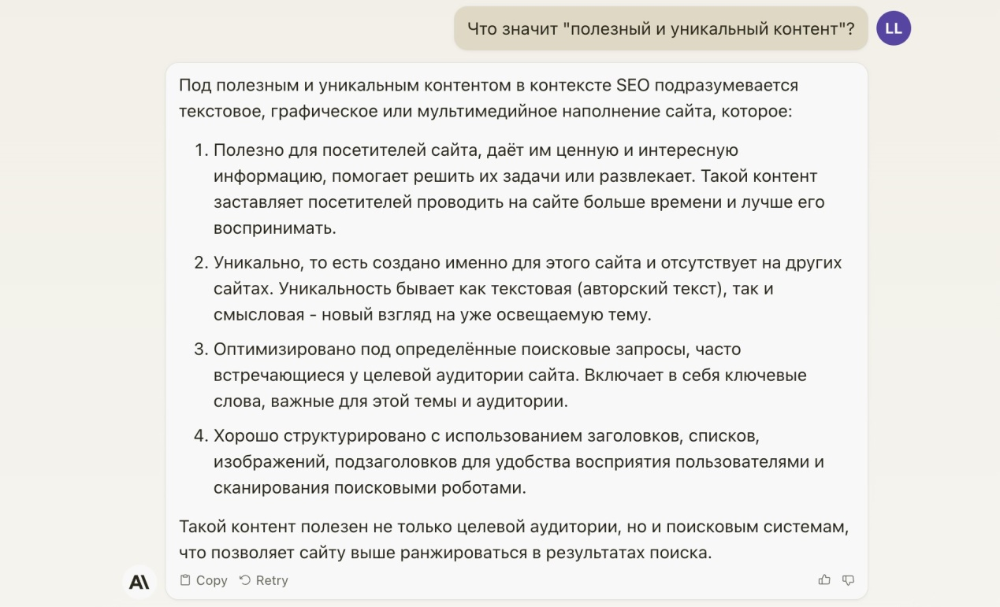 Что значит "полезный и уникальный контент"?
LL
Под полезным и уникальным контентом в контексте SEO подразумевается
текстовое, графическое или мультимедийное наполнение сайта, которое:
1. Полезно для посетителей сайта, даёт им ценную и интересную
информацию, помогает решить их задачи или развлекает. Такой контент
заставляет посетителей проводить на сайте больше времени и лучше его
воспринимать.
2. Уникально, то есть создано именно для этого сайта и отсутствует на других
сайтах. Уникальность бывает как текстовая (авторский текст), так и
смысловая - новый взгляд на уже освещаемую тему.
3. Оптимизировано под определённые поисковые запросы, часто
встречающиеся у целевой аудитории сайта. Включает в себя ключевые
слова, важные для этой темы и аудитории.
4. Хорошо структурировано с использованием заголовков, списков,
изображений, подзаголовков для удобства восприятия пользователями и
сканирования поисковыми роботами.
Такой контент полезен не только целевой аудитории, но и поисковым системам,
что позволяет сайту выше ранжироваться в результатах поиска.
A\
Copy Retry